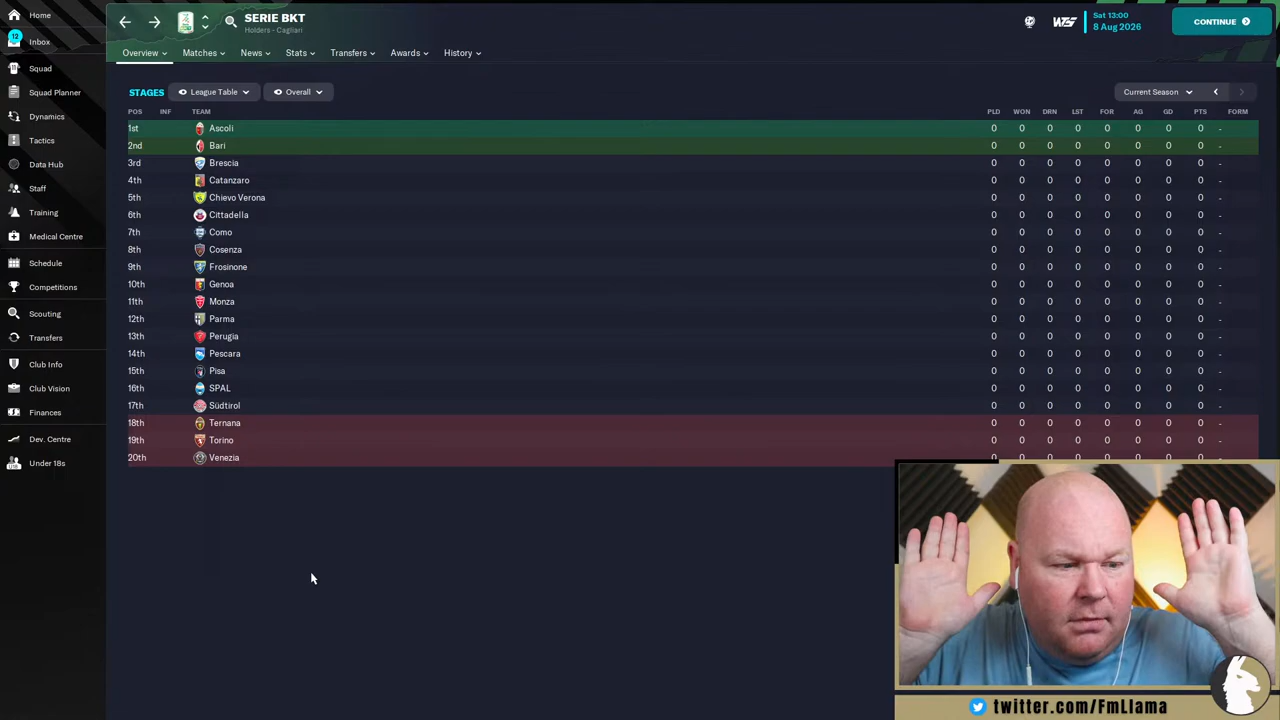 Home
12
Inbox
Squad
Squad Planner
Dynamics
Tactics
Data Hub
Staff
Training
Medical Centre
Schedule
Competitions
Scouting
Transfers
Club Info
Club Vision
Finances
Dev. Centre
Under 18s
SERIE BKT
Holders - Cagliari
Sat 13:00
8 Aug 2026
CONTINUE
Overview Matches News Stats Transfers Awards History
STAGES League Table Overall Current Season
POS INF TEAM PLD WON DRN LST FOR AG GD PTS FORM
1st Ascoli 0 0 0 0 0 0 0 0 -
2nd Bari 0 0 0 0 0 0 0 0 -
3rd Brescia 0 0 0 0 0 0 0 0 -
4th Catanzaro 0 0 0 0 0 0 0 0 -
5th Chievo Verona 0 0 0 0 0 0 0 0 -
6th Cittadella 0 0 0 0 0 0 0 0 -
7th Como 0 0 0 0 0 0 0 0 -
8th Cosenza 0 0 0 0 0 0 0 0 -
9th Frosinone 0 0 0 0 0 0 0 0 -
10th Genoa 0 0 0 0 0 0 0 0 -
11th Monza 0 0 0 0 0 0 0 0 -
12th Parma 0 0 0 0 0 0 0 0 -
13th Perugia 0 0 0 0 0 0 0 0 -
14th Pescara 0 0 0 0 0 0 0 0 -
15th Pisa 0 0 0 0 0 0 0 0 -
16th SPAL 0 0 0 0 0 0 0 0 -
17th Südtirol 0 0 0 0 0 0 0 0 -
18th Ternana 0 0 0 0 0 0 0 0 -
19th Torino 0 0 0 0 0 0 0 0 -
20th Venezia 0 0 0 0 0 0 0 0 -
twitter.com/FmLlama